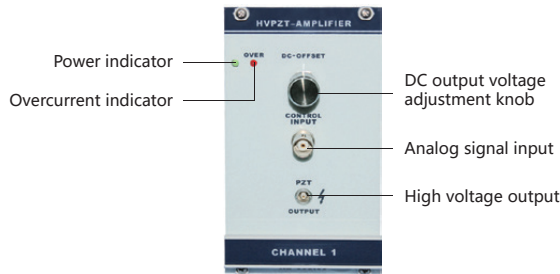 HVPZT-AMPLIFIER
Power indicator
OVER
DC-OFFSET
Overcurrent indicator
DC output voltage
adjustment knob
CONTROL
INPUT
Analog signal input
PZT
High voltage output
OUTPUT
CHANNEL 1